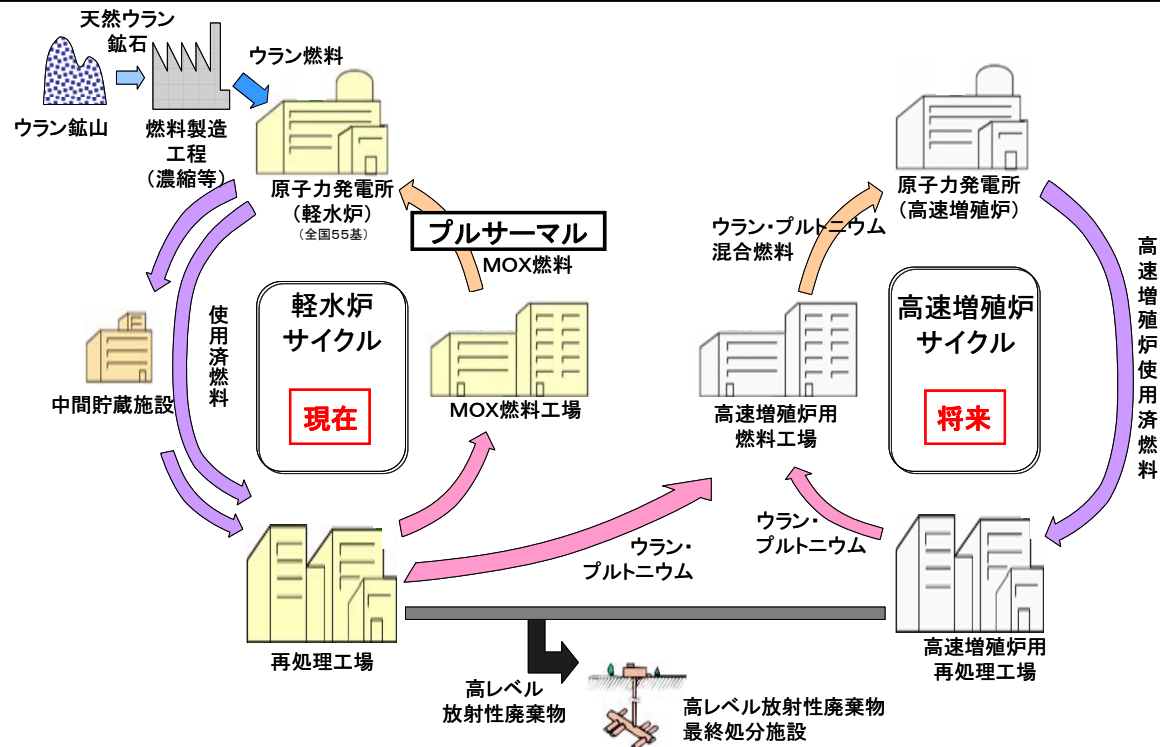 天然ウラン
鉱石
ウラン燃料
ウラン鉱山
燃料製造
工程
(濃縮等)
原子力発電所
(軽水炉)
(全国55基)
プルサーマル
MOX燃料
使用済燃料
軽水炉
サイクル
現在
中間貯蔵施設
MOX燃料工場
再処理工場
原子力発電所
(高速増殖炉)
ウラン・プルトニウム
混合燃料
高速増殖炉
サイクル
将来
高速増殖炉使用済燃料
高速増殖炉用
燃料工場
ウラン・
プルトニウム
ウラン・
プルトニウム
高速増殖炉用
再処理工場
高レベル
放射性廃棄物
高レベル放射性廃棄物
最終処分施設